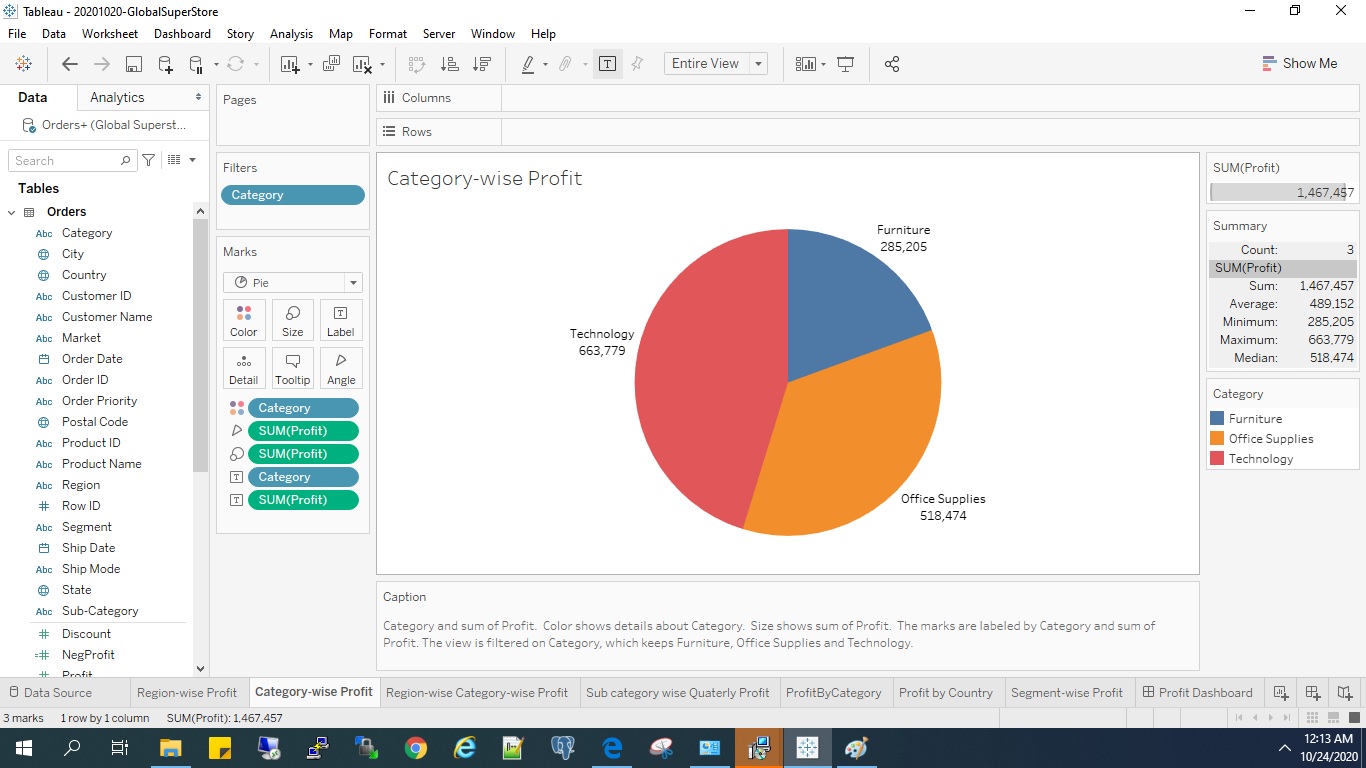 Tableau - 20201020-GlobalSuperStore
File Data Worksheet Dashboard Story Analysis Map Format Server Window Help
Entire View
Show Me
Data Analytics
Orders+ (Global Superst...
Search
Tables
Orders
Abc Category
City
Country
Abc Customer ID
Abc Customer Name
Abc Market
Order Date
Abc Order ID
Abc Order Priority
Postal Code
Abc Product ID
Abc Product Name
Abc Region
# Row ID
Abc Segment
Ship Date
Abc Ship Mode
State
Abc Sub-Category
# Discount
=# NegProfit
# Profit
Pages
Filters
Category
Marks
Pie
Color Size Label
Detail Tooltip Angle
Category
SUM(Profit)
SUM(Profit)
T Category
T SUM(Profit)
Columns
Rows
Category-wise Profit
Furniture
285,205
Technology
663,779
Office Supplies
518,474
Caption
Category and sum of Profit. Color shows details about Category. Size shows sum of Profit. The marks are labeled by Category and sum of
Profit. The view is filtered on Category, which keeps Furniture, Office Supplies and Technology.
SUM(Profit)
1,467,457
Summary
Count: 3
SUM(Profit)
Sum: 1,467,457
Average: 489,152
Minimum: 285,205
Maximum: 663,779
Median: 518,474
Category
Furniture
Office Supplies
Technology
Data Source Region-wise Profit Category-wise Profit Region-wise Category-wise Profit Sub category wise Quaterly Profit ProfitByCategory Profit by Country Segment-wise Profit Profit Dashboard
3 marks 1 row by 1 column SUM(Profit): 1,467,457
12:13 AM
10/24/2020